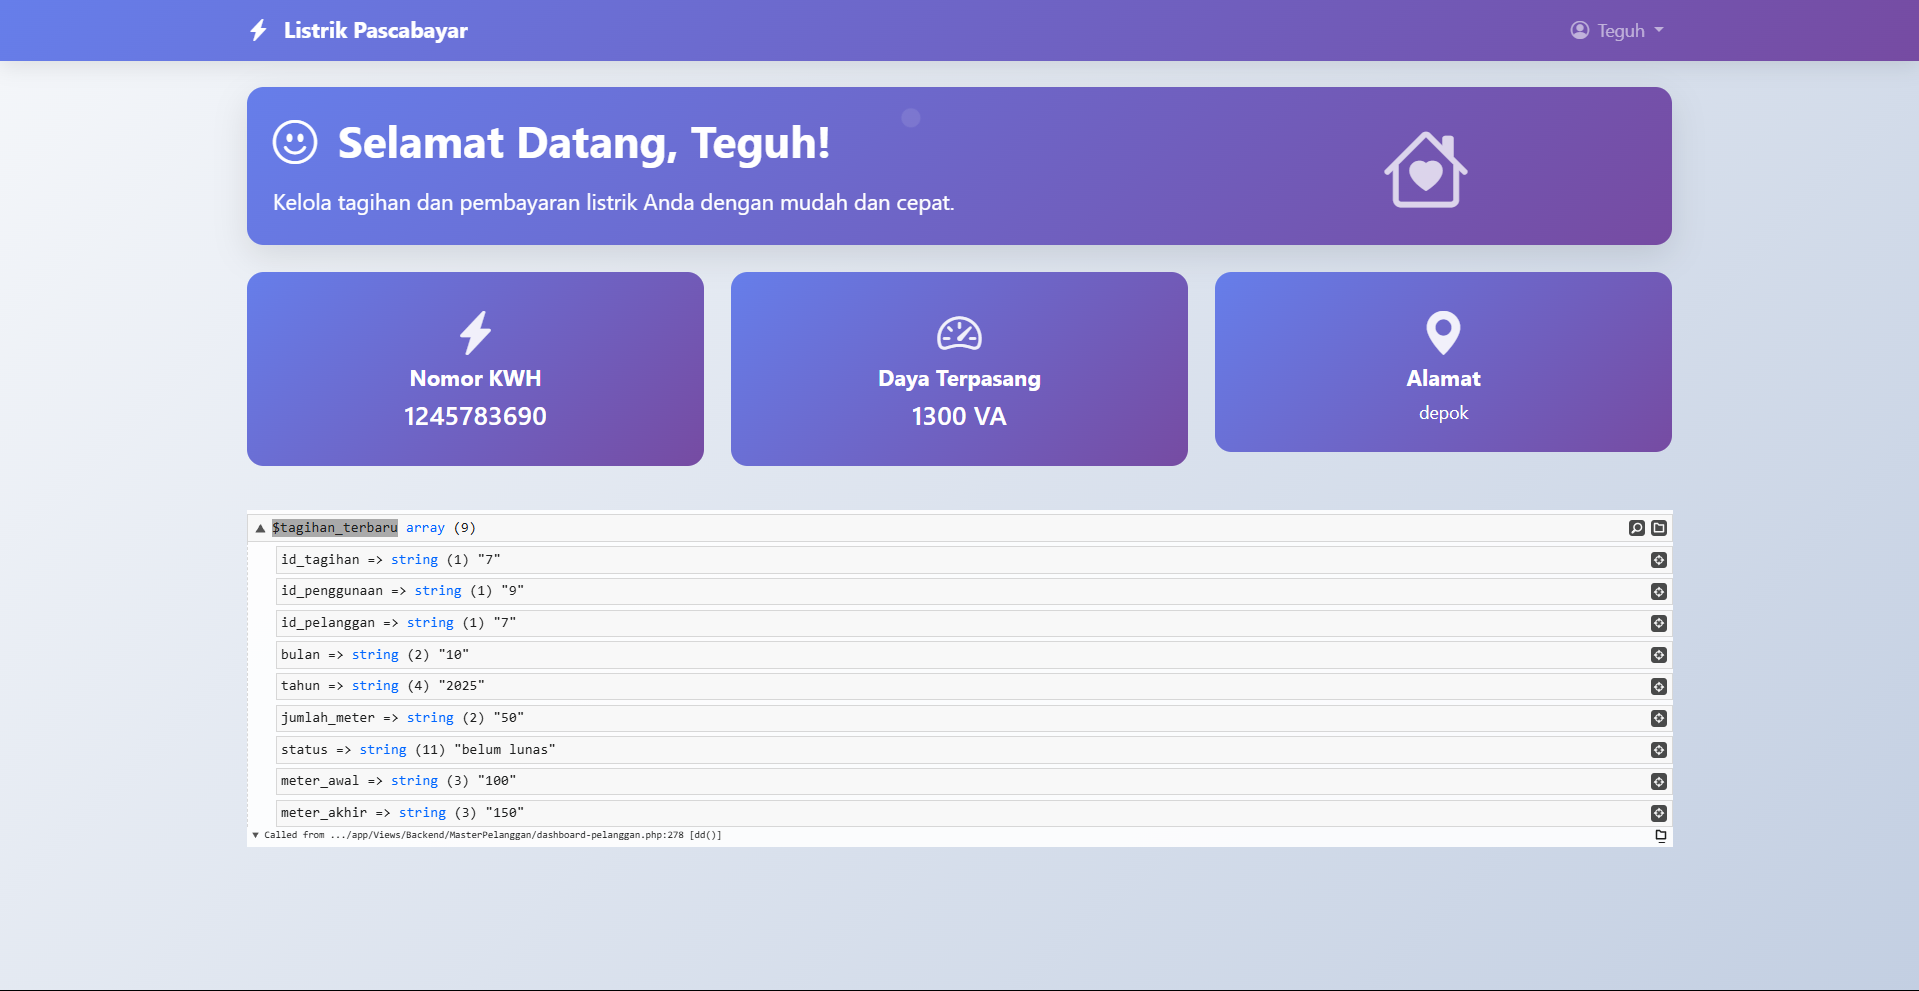 Listrik Pascabayar
Teguh
Selamat Datang, Teguh!
Kelola tagihan dan pembayaran listrik Anda dengan mudah dan cepat.
Nomor KWH
1245783690
Daya Terpasang
1300 VA
Alamat
depok
$tagihan_terbaru array (9)
id_tagihan => string (1) "7"
id_penggunaan => string (1) "9"
id_pelanggan => string (1) "7"
bulan => string (2) "10"
tahun => string (4) "2025"
jumlah_meter => string (2) "50"
status => string (11) "belum lunas"
meter_awal => string (3) "100"
meter_akhir => string (3) "150"
Called from .../app/Views/Backend/MasterPelanggan/dashboard-pelanggan.php:278 [dd()]